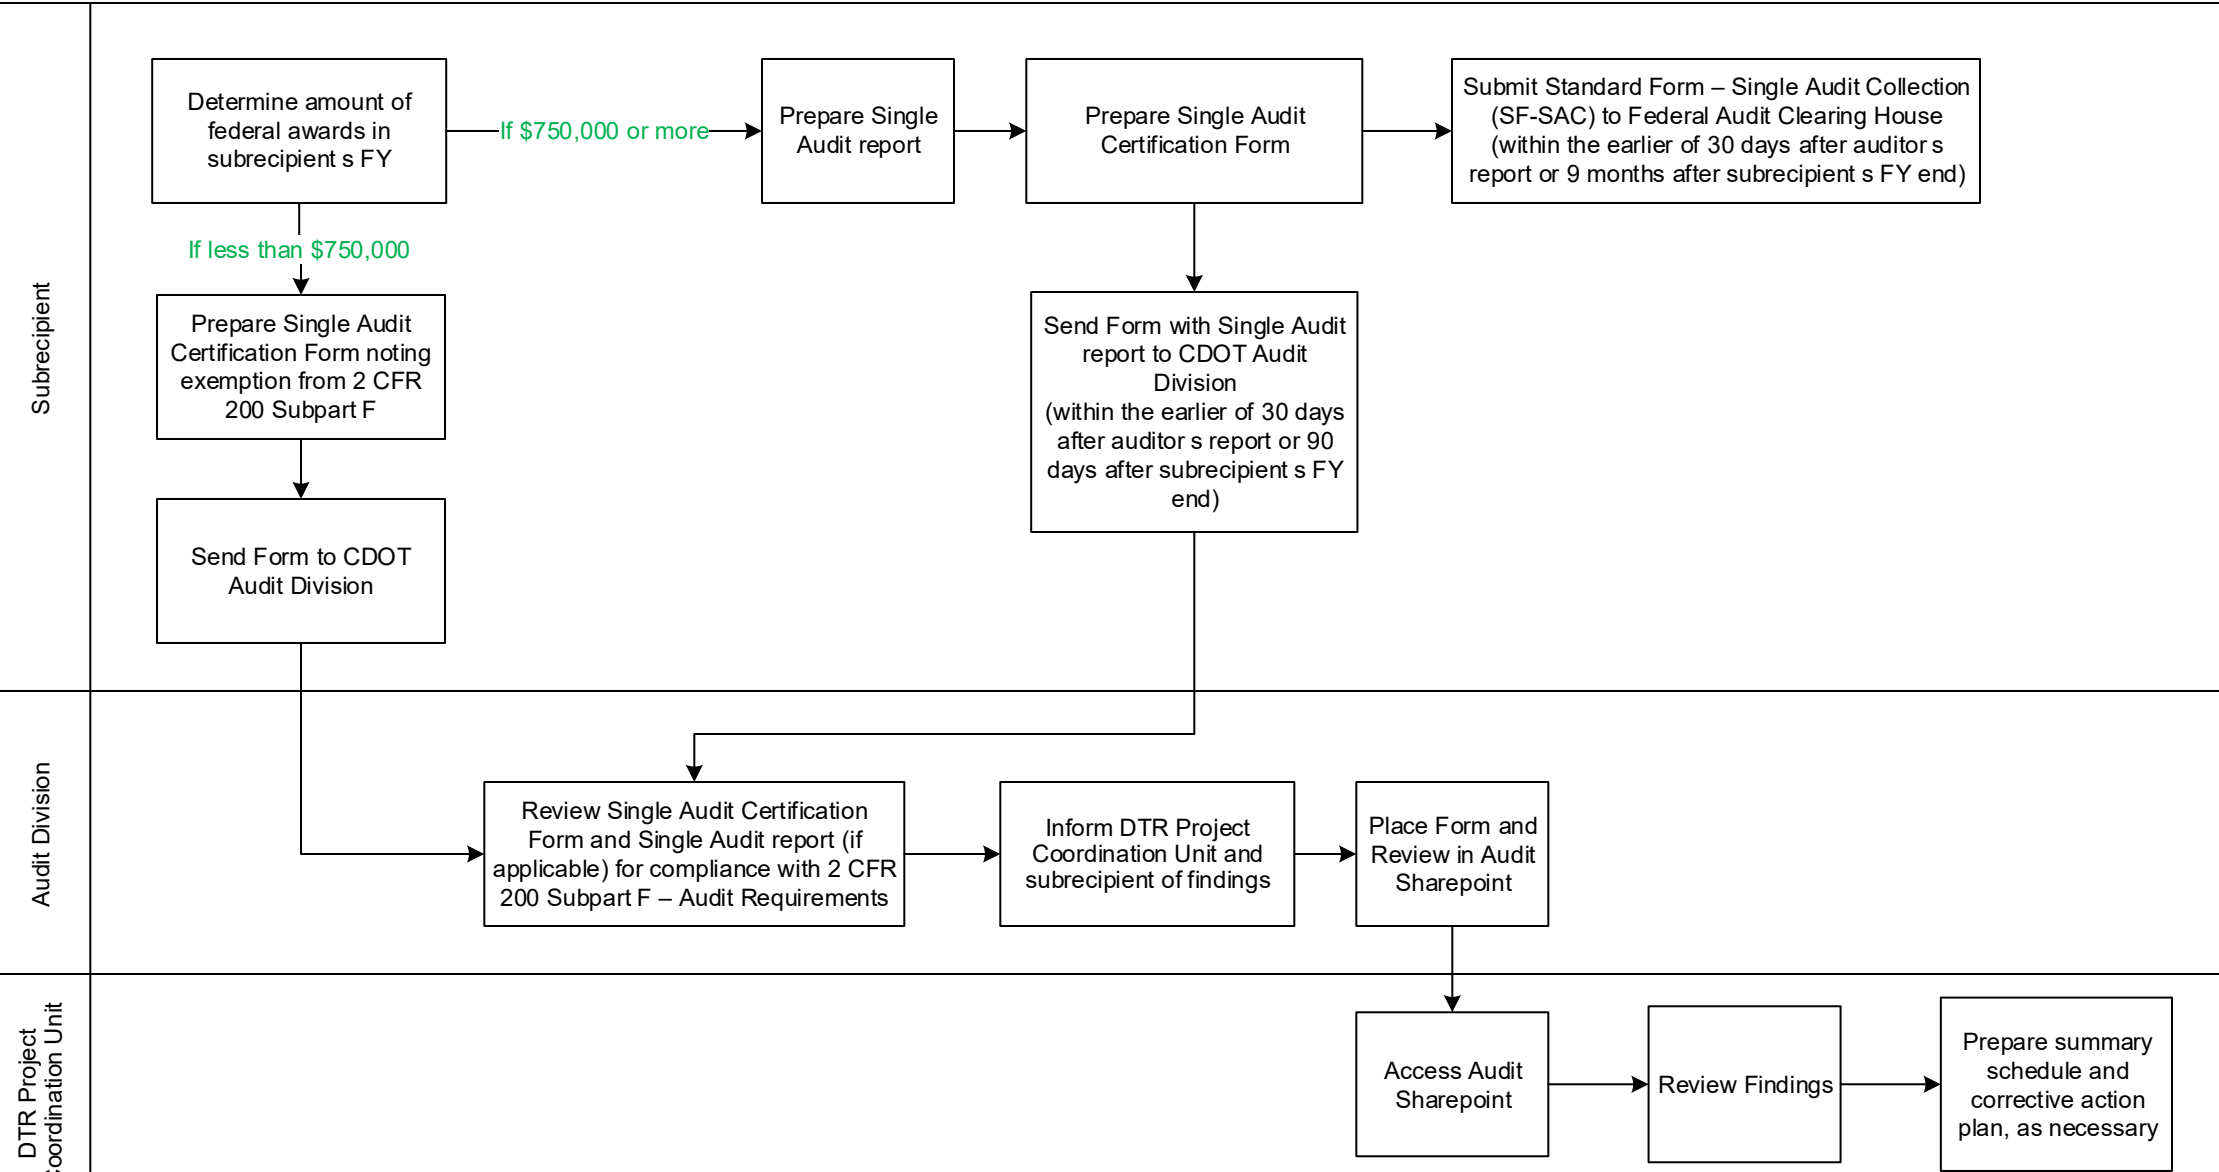 Subrecipient
Determine amount of
federal awards in
subrecipient s FY
If $750,000 or more
Prepare Single
Audit report
Prepare Single Audit
Certification Form
Submit Standard Form – Single Audit Collection
(SF-SAC) to Federal Audit Clearing House
(within the earlier of 30 days after auditor s
report or 9 months after subrecipient s FY end)
If less than $750,000
Prepare Single Audit
Certification Form noting
exemption from 2 CFR
200 Subpart F
Send Form to CDOT
Audit Division
Send Form with Single Audit
report to CDOT Audit
Division
(within the earlier of 30 days
after auditor s report or 90
days after subrecipient s FY
end)
Audit Division
Review Single Audit Certification
Form and Single Audit report (if
applicable) for compliance with 2 CFR
200 Subpart F – Audit Requirements
Inform DTR Project
Coordination Unit and
subrecipient of findings
Place Form and
Review in Audit
Sharepoint
DTR Project
oordination Unit
Access Audit
Sharepoint
Review Findings
Prepare summary
schedule and
corrective action
plan, as necessary